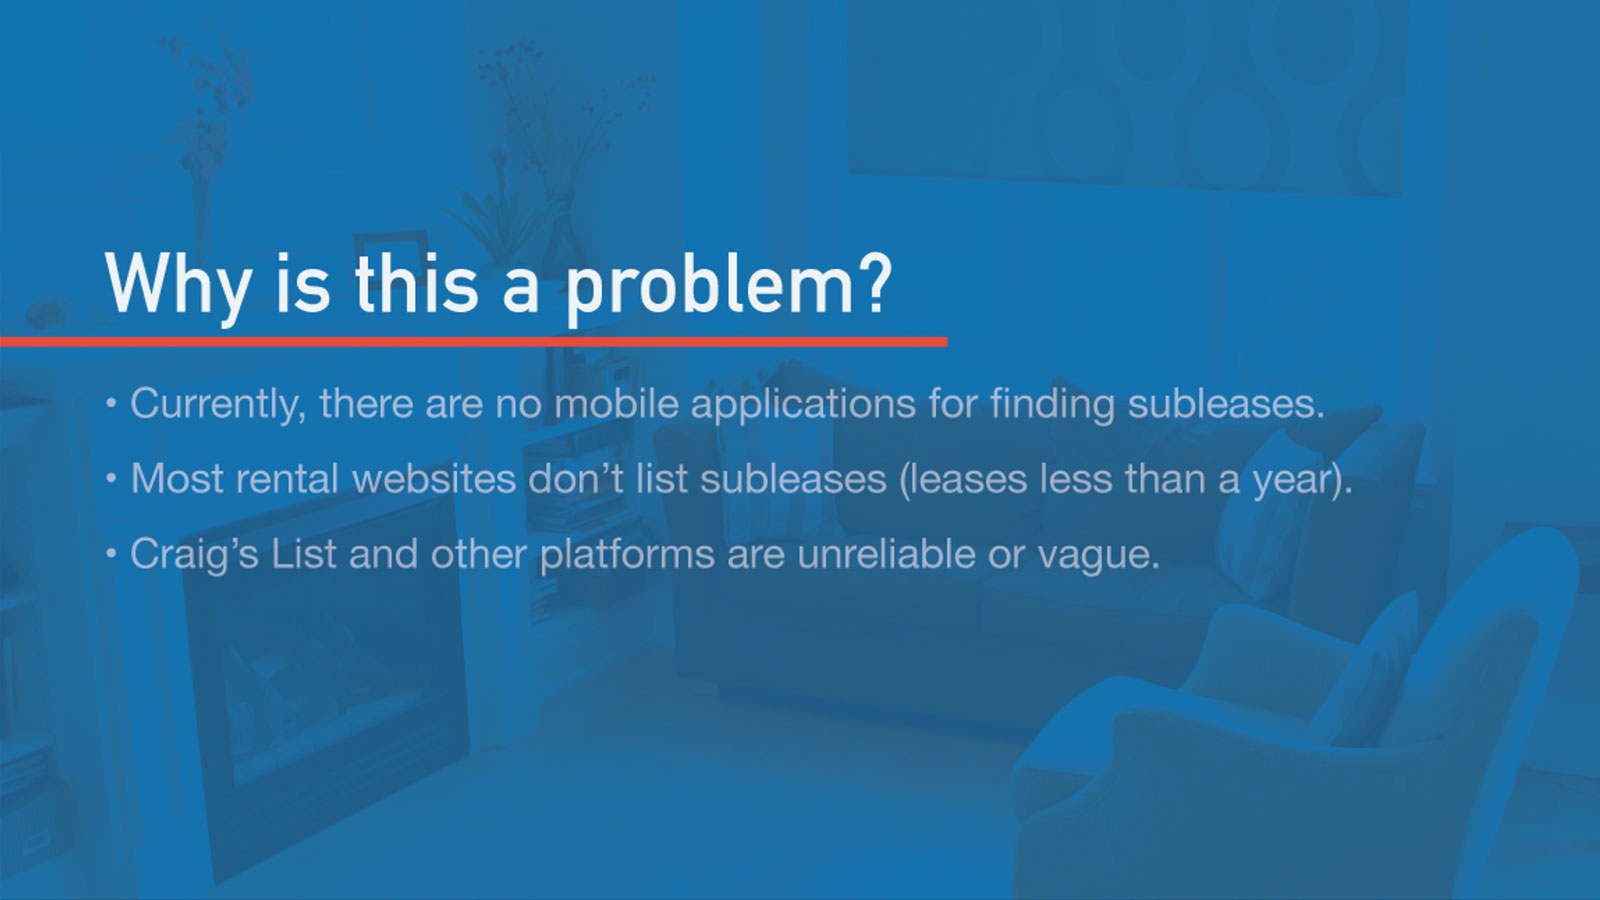 Why is this a problem?
• Currently, there are no mobile applications for finding subleases.
• Most rental websites don’t list subleases (leases less than a year).
• Craig’s List and other platforms are unreliable or vague.